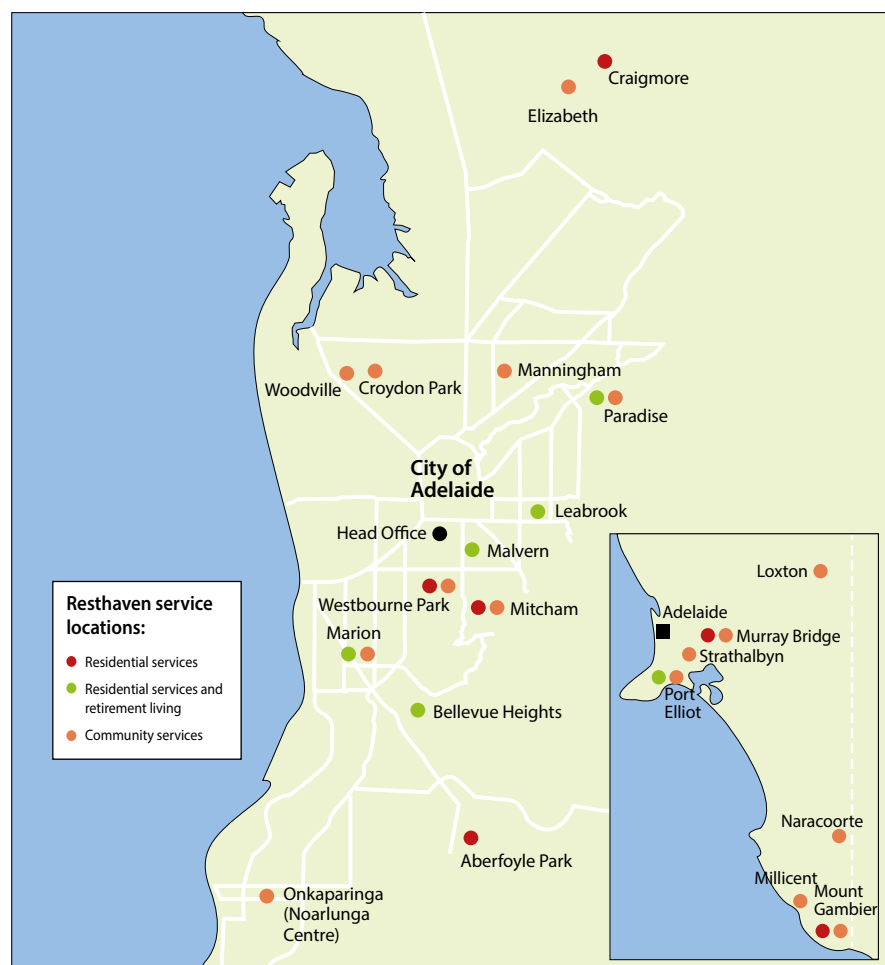 Craigmore
Elizabeth
Manningham
Woodville
Croydon Park
Paradise
City of
Adelaide
Leabrook
Head Office
Malvern
Westbourne Park
Mitcham
Marion
Bellevue Heights
Aberfoyle Park
Onkaparinga
(Noarlunga
Centre)
Resthaven service
locations:
Residential services
Residential services and
retirement living
Community services
Loxton
Adelaide
Murray Bridge
Strathalbyn
Port
Elliot
Naracoorte
Millicent
Mount
Gambier